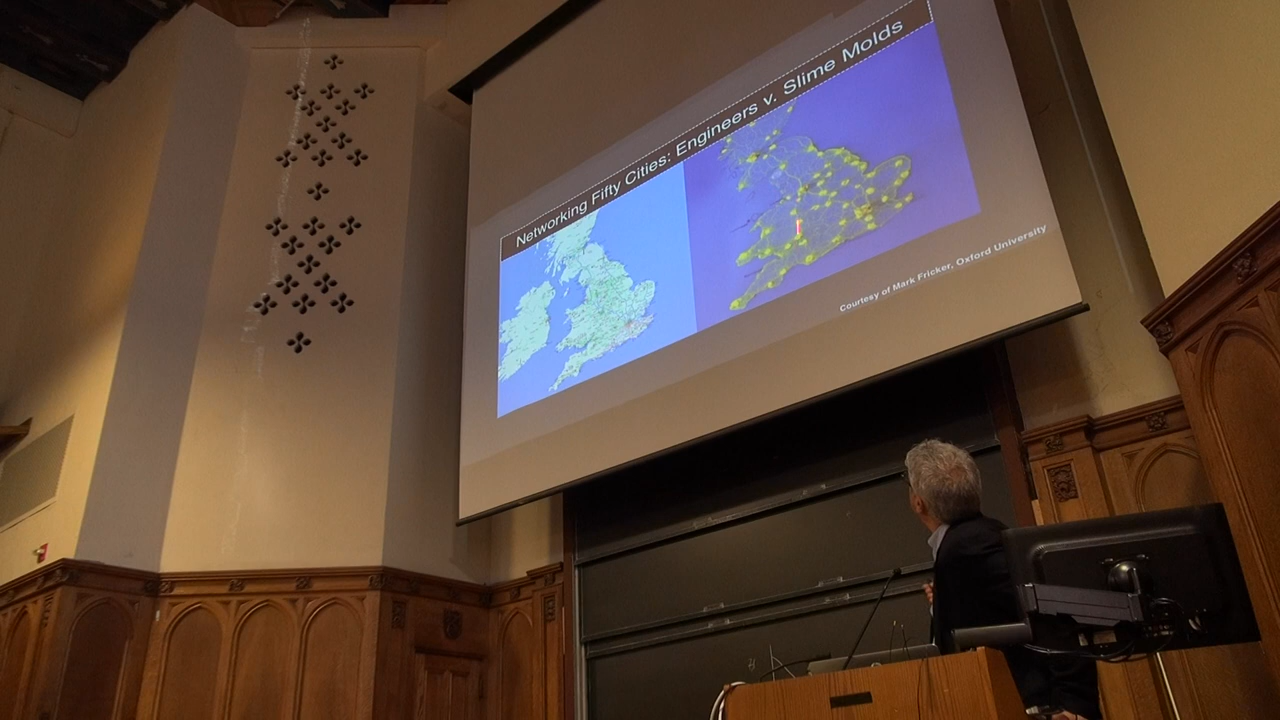 Networking Fifty Cities: Engineers v. Slime Molds
Courtesy of Mark Fricker, Oxford University